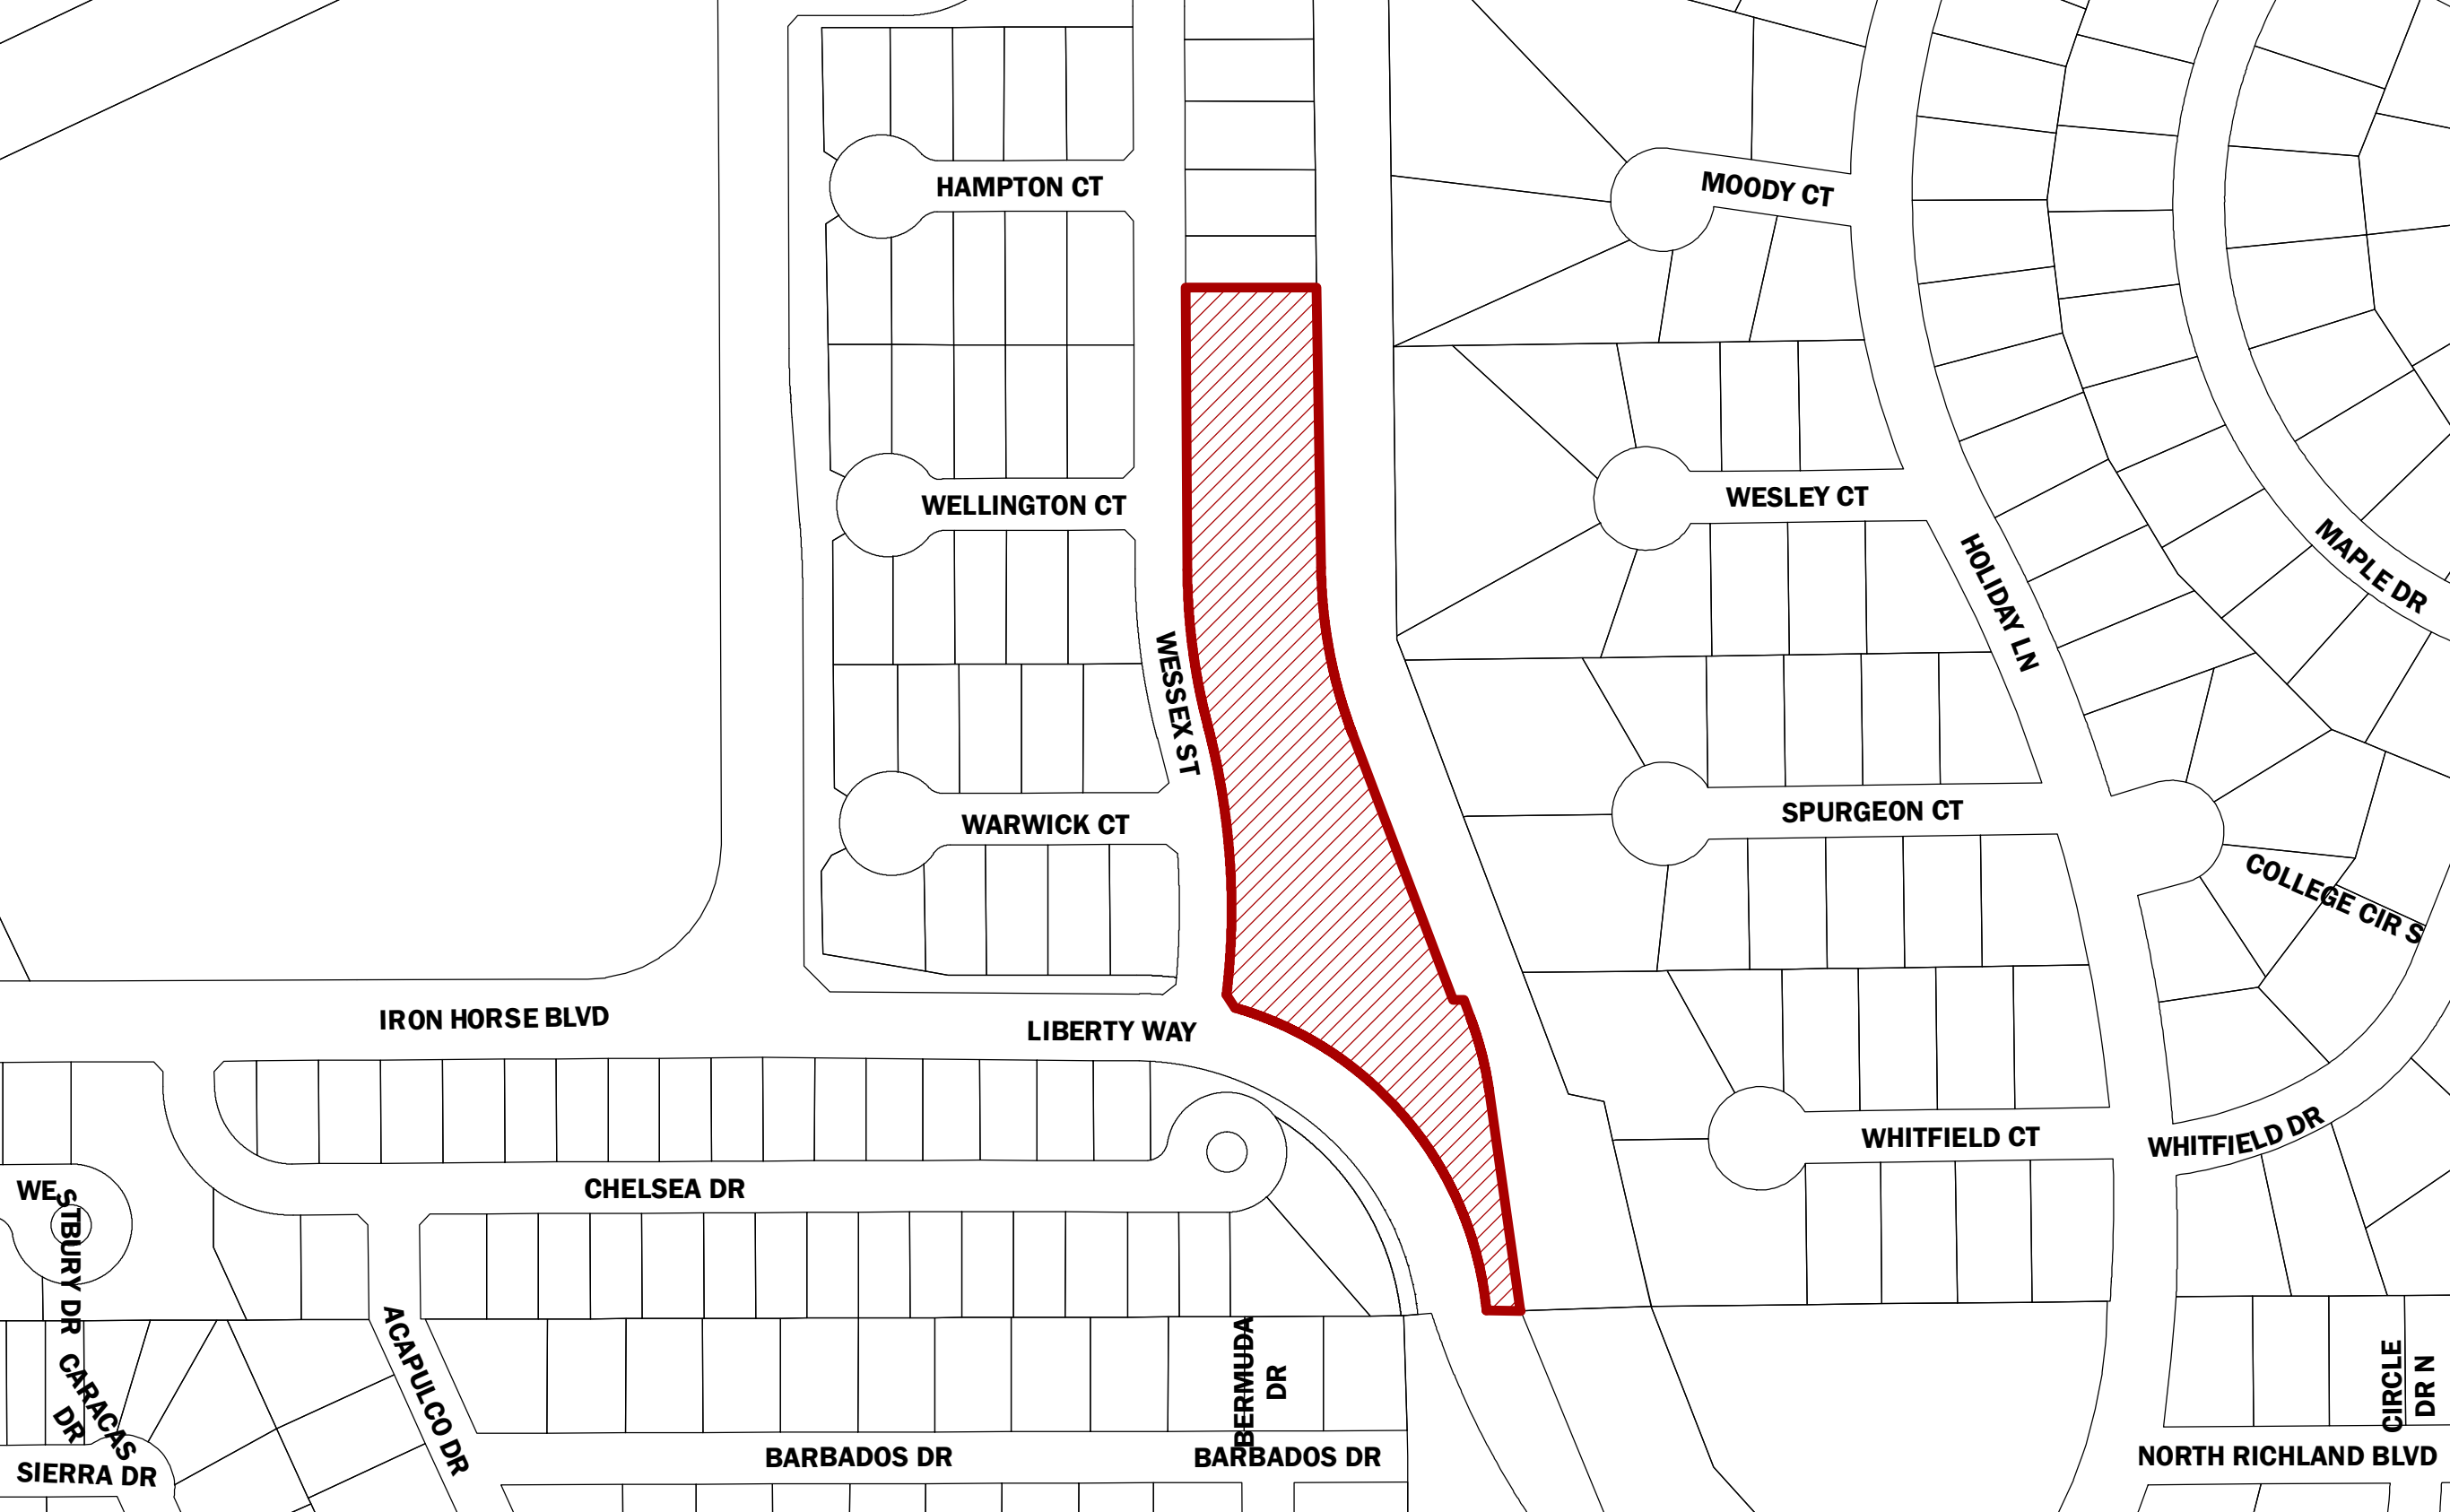 HAMPTON CT
MOODY CT
WELLINGTON CT
WESLEY CT
MAPLE DR
HOLIDAY LN
WESSEX ST
WARWICK CT
SPURGEON CT
COLLEGE CIR S
IRON HORSE BLVD
LIBERTY WAY
WHITFIELD CT
WHITFIELD DR
CHELSEA DR
WESTBURY DR
ACAPULCO DR
CARACAS
DR
BERMUDA
DR
CIRCLE
DR N
BARBADOS DR
BARBADOS DR
NORTH RICHLAND BLVD
SIERRA DR